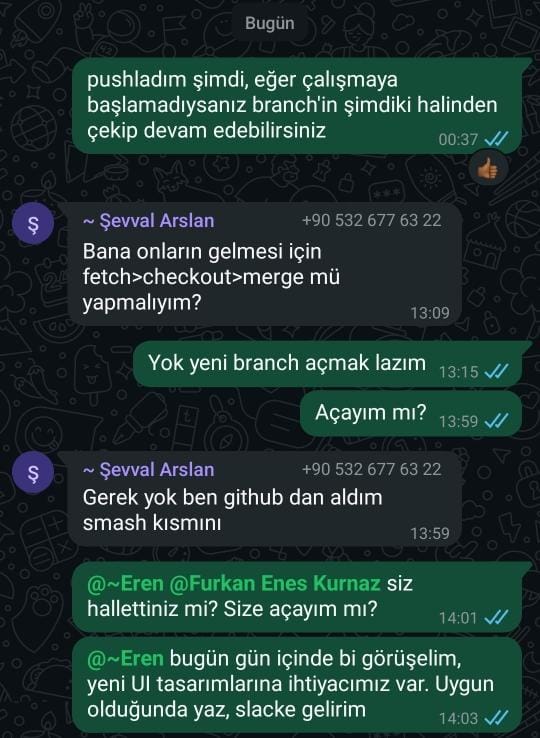 Bugün
pushladım şimdi, eğer çalışmaya
başlamadıysanız branch'in şimdiki halinden
çekip devam edebilirsiniz
00:37
Ş
~ Şevval Arslan +90 532 677 63 22
Bana onların gelmesi için
fetch>checkout>merge mü
yapmalıyım?
13:09
Yok yeni branch açmak lazım 13:15
Açayım mı? 13:59
Ş
~ Şevval Arslan +90 532 677 63 22
Gerek yok ben github dan aldım
smash kısmını
13:59
@~Eren @Furkan Enes Kurnaz siz
hallettiniz mi? Size açayım mı?
14:01
@~Eren bugün gün içinde bi görüşelim,
yeni UI tasarımlarına ihtiyacımız var. Uygun
olduğunda yaz, slacke gelirim
14:03